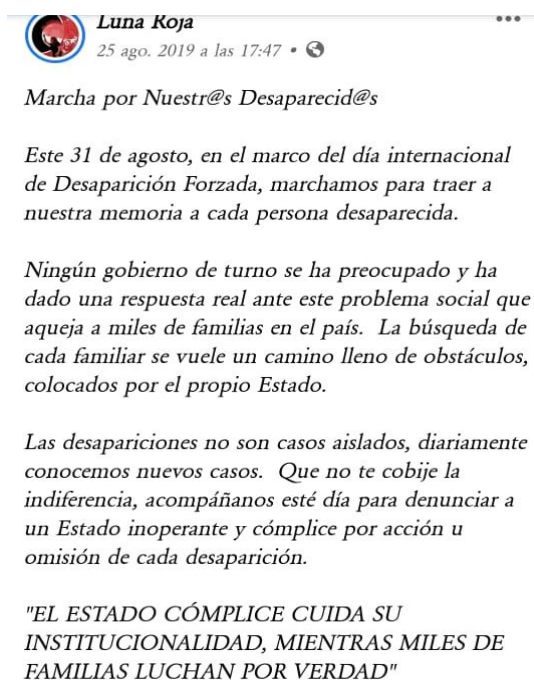 Luna Roja
25 ago. 2019 a las 17:47 •
Marcha por Nuestr@s Desaparecid@s
Este 31 de agosto, en el marco del día internacional
de Desaparición Forzada, marchamos para traer a
nuestra memoria a cada persona desaparecida.
Ningún gobierno de turno se ha preocupado y ha
dado una respuesta real ante este problema social que
aqueja a miles de familias en el país. La búsqueda de
cada familiar se vuele un camino lleno de obstáculos,
colocados por el propio Estado.
Las desapariciones no son casos aislados, diariamente
conocemos nuevos casos. Que no te cobije la
indiferencia, acompáñanos esté día para denunciar a
un Estado inoperante y cómplice por acción u
omisión de cada desaparición.
"EL ESTADO CÓMPLICE CUIDA SU
INSTITUCIONALIDAD, MIENTRAS MILES DE
FAMILIAS LUCHAN POR VERDAD"